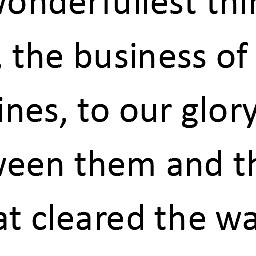 wonderfullest thin
, the business of
ines, to our glory
ween them and th
at cleared the wa